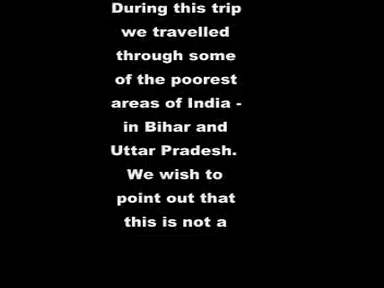 During this trip
we travelled
through some
of the poorest
areas of India -
in Bihar and
Uttar Pradesh.
We wish to
point out that
this is not a